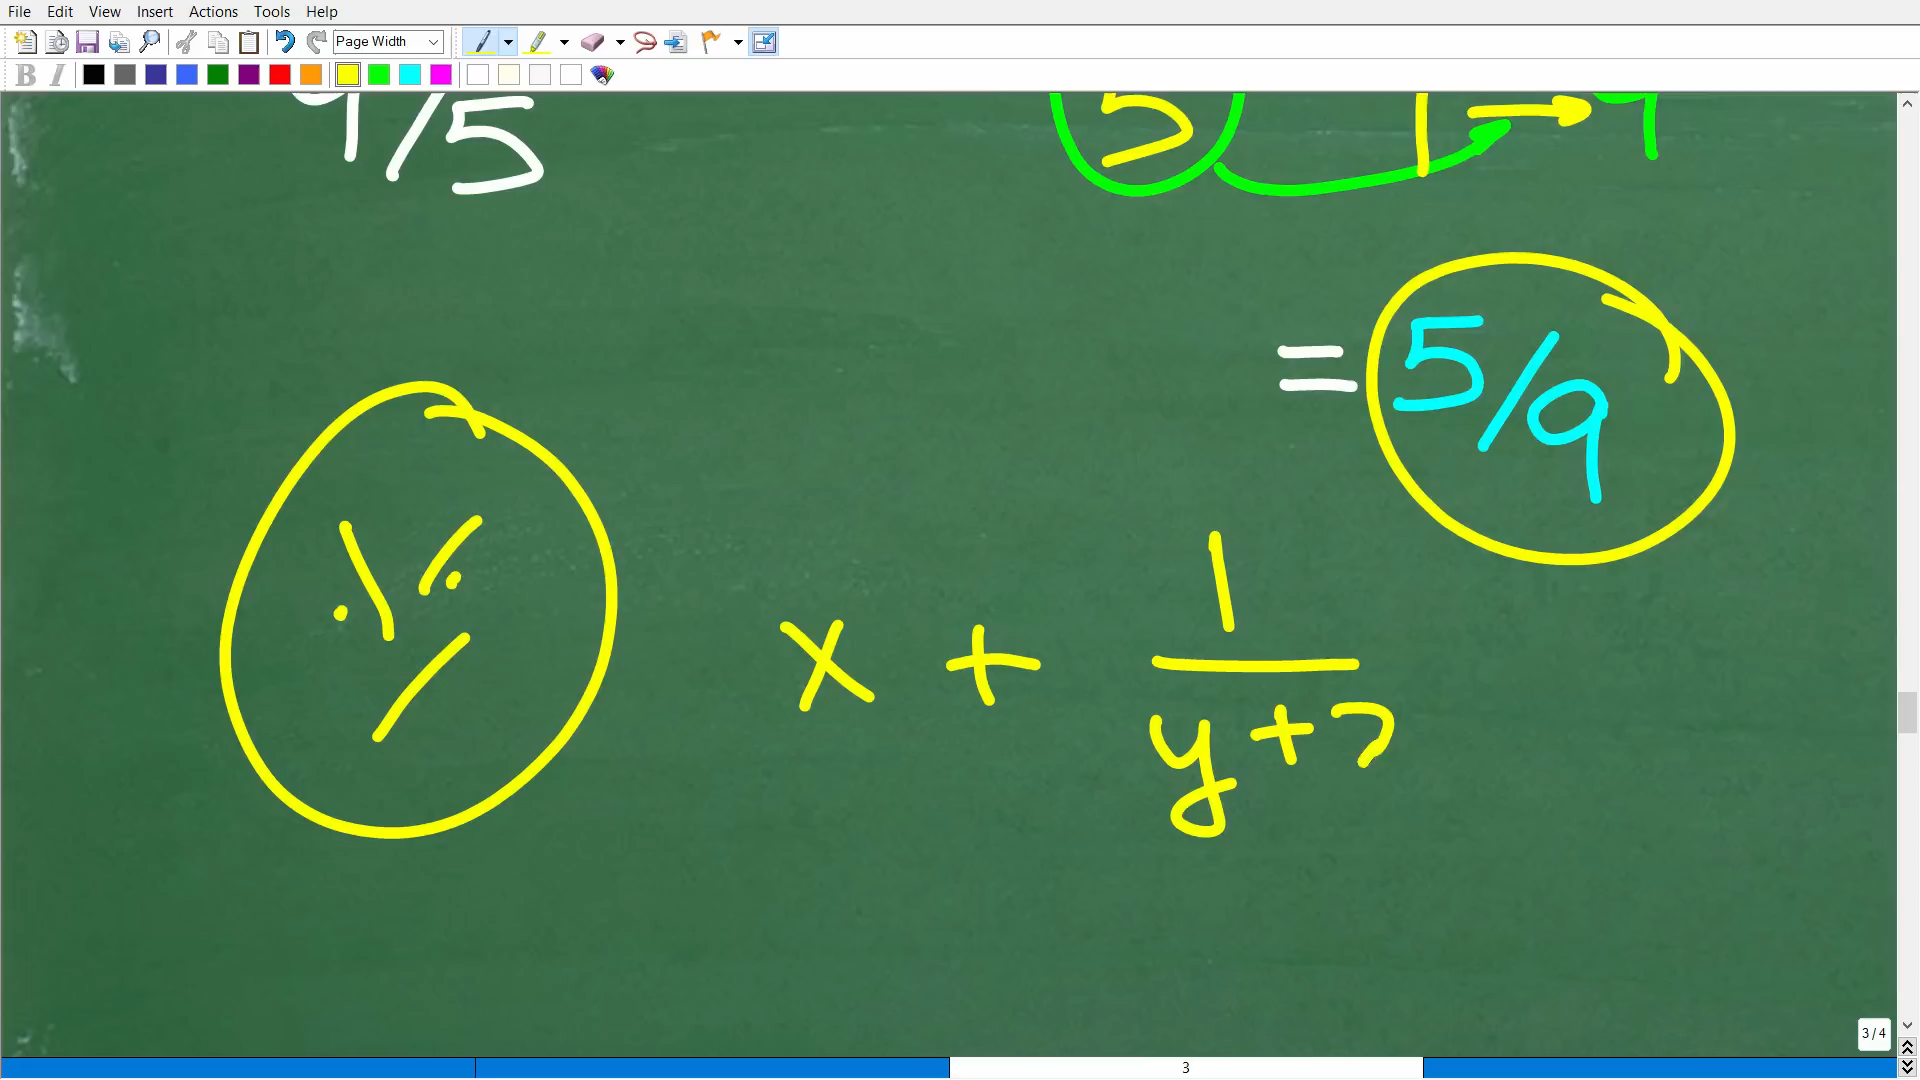 File Edit View Insert Actions Tools Help
Page Width
B I
9/5
5 1 9
= 5/9
x + 1
y +
3 / 4
3